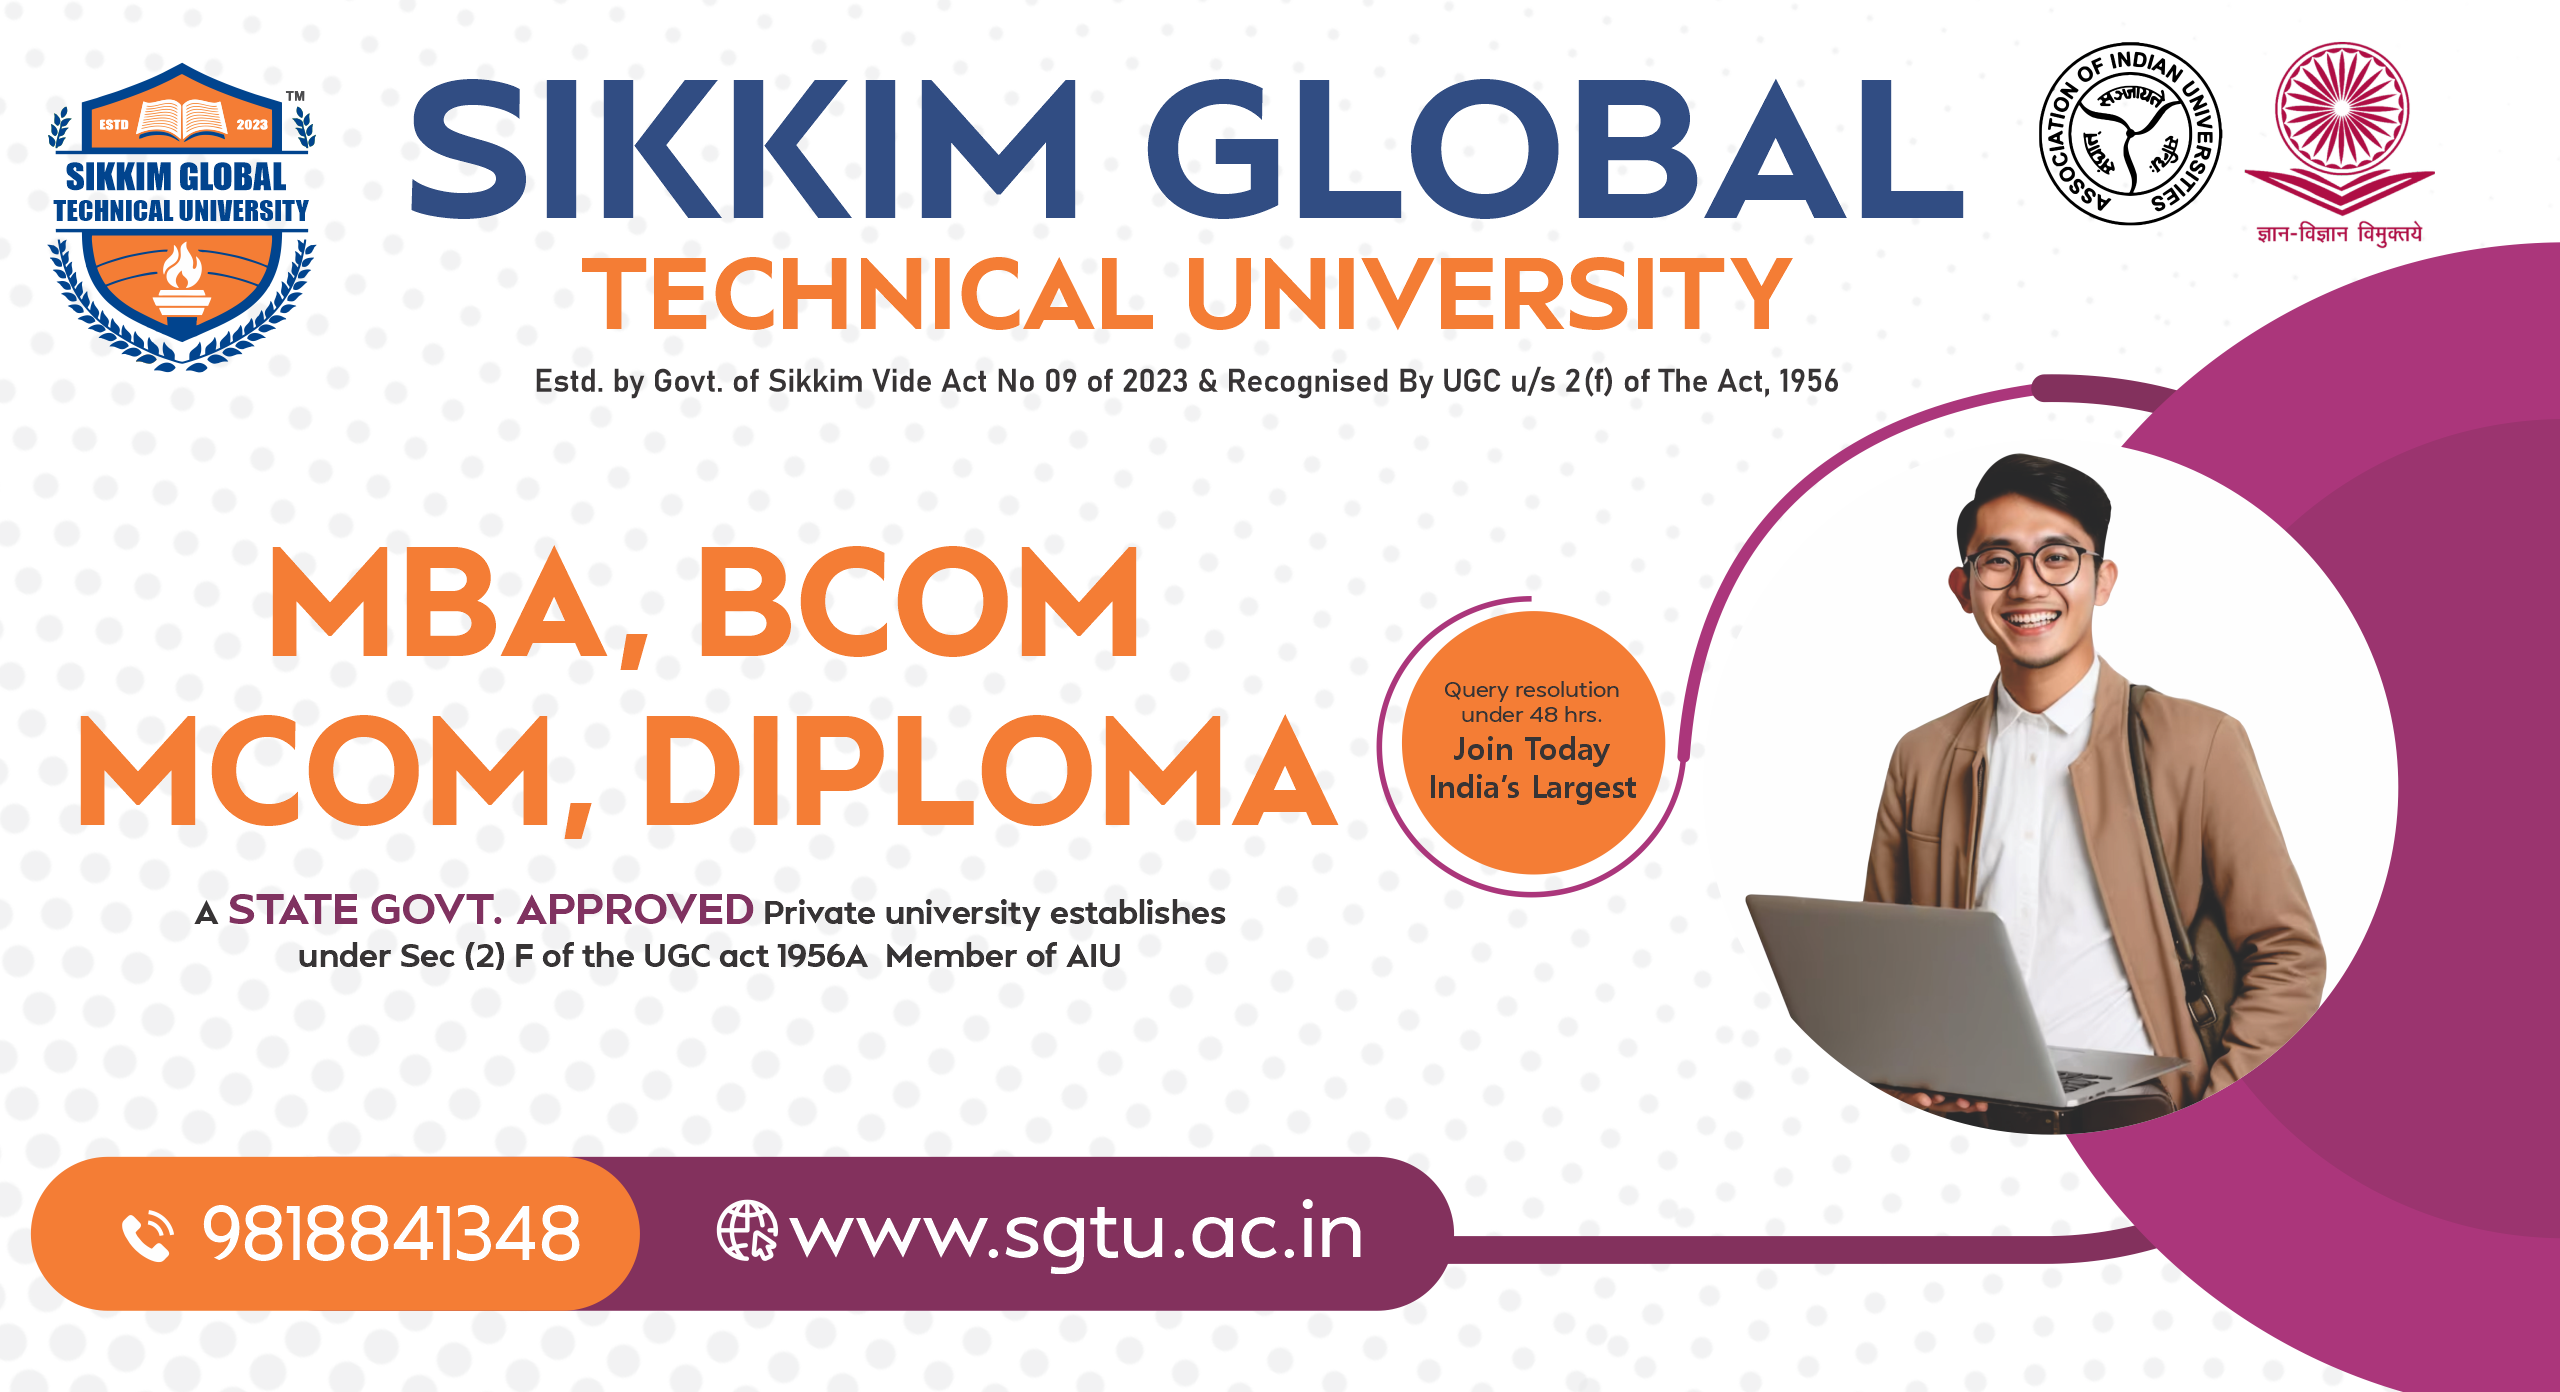 ESTD 2023
TM
SIKKIM GLOBAL
TECHNICAL UNIVERSITY
SIKKIM GLOBAL
TECHNICAL UNIVERSITY
Estd. by Govt. of Sikkim Vide Act No 09 of 2023 & Recognised By UGC u/s 2(f) of The Act, 1956
ASSOCIATION OF INDIAN UNIVERSITIES
सञ्जायते
ज्ञान-विज्ञान विमुक्तये
MBA, BCOM
MCOM, DIPLOMA
Query resolution
under 48 hrs.
Join Today
India's Largest
A STATE GOVT. APPROVED Private university establishes
under Sec (2) F of the UGC act 1956A Member of AIU
9818841348
www.sgtu.ac.in